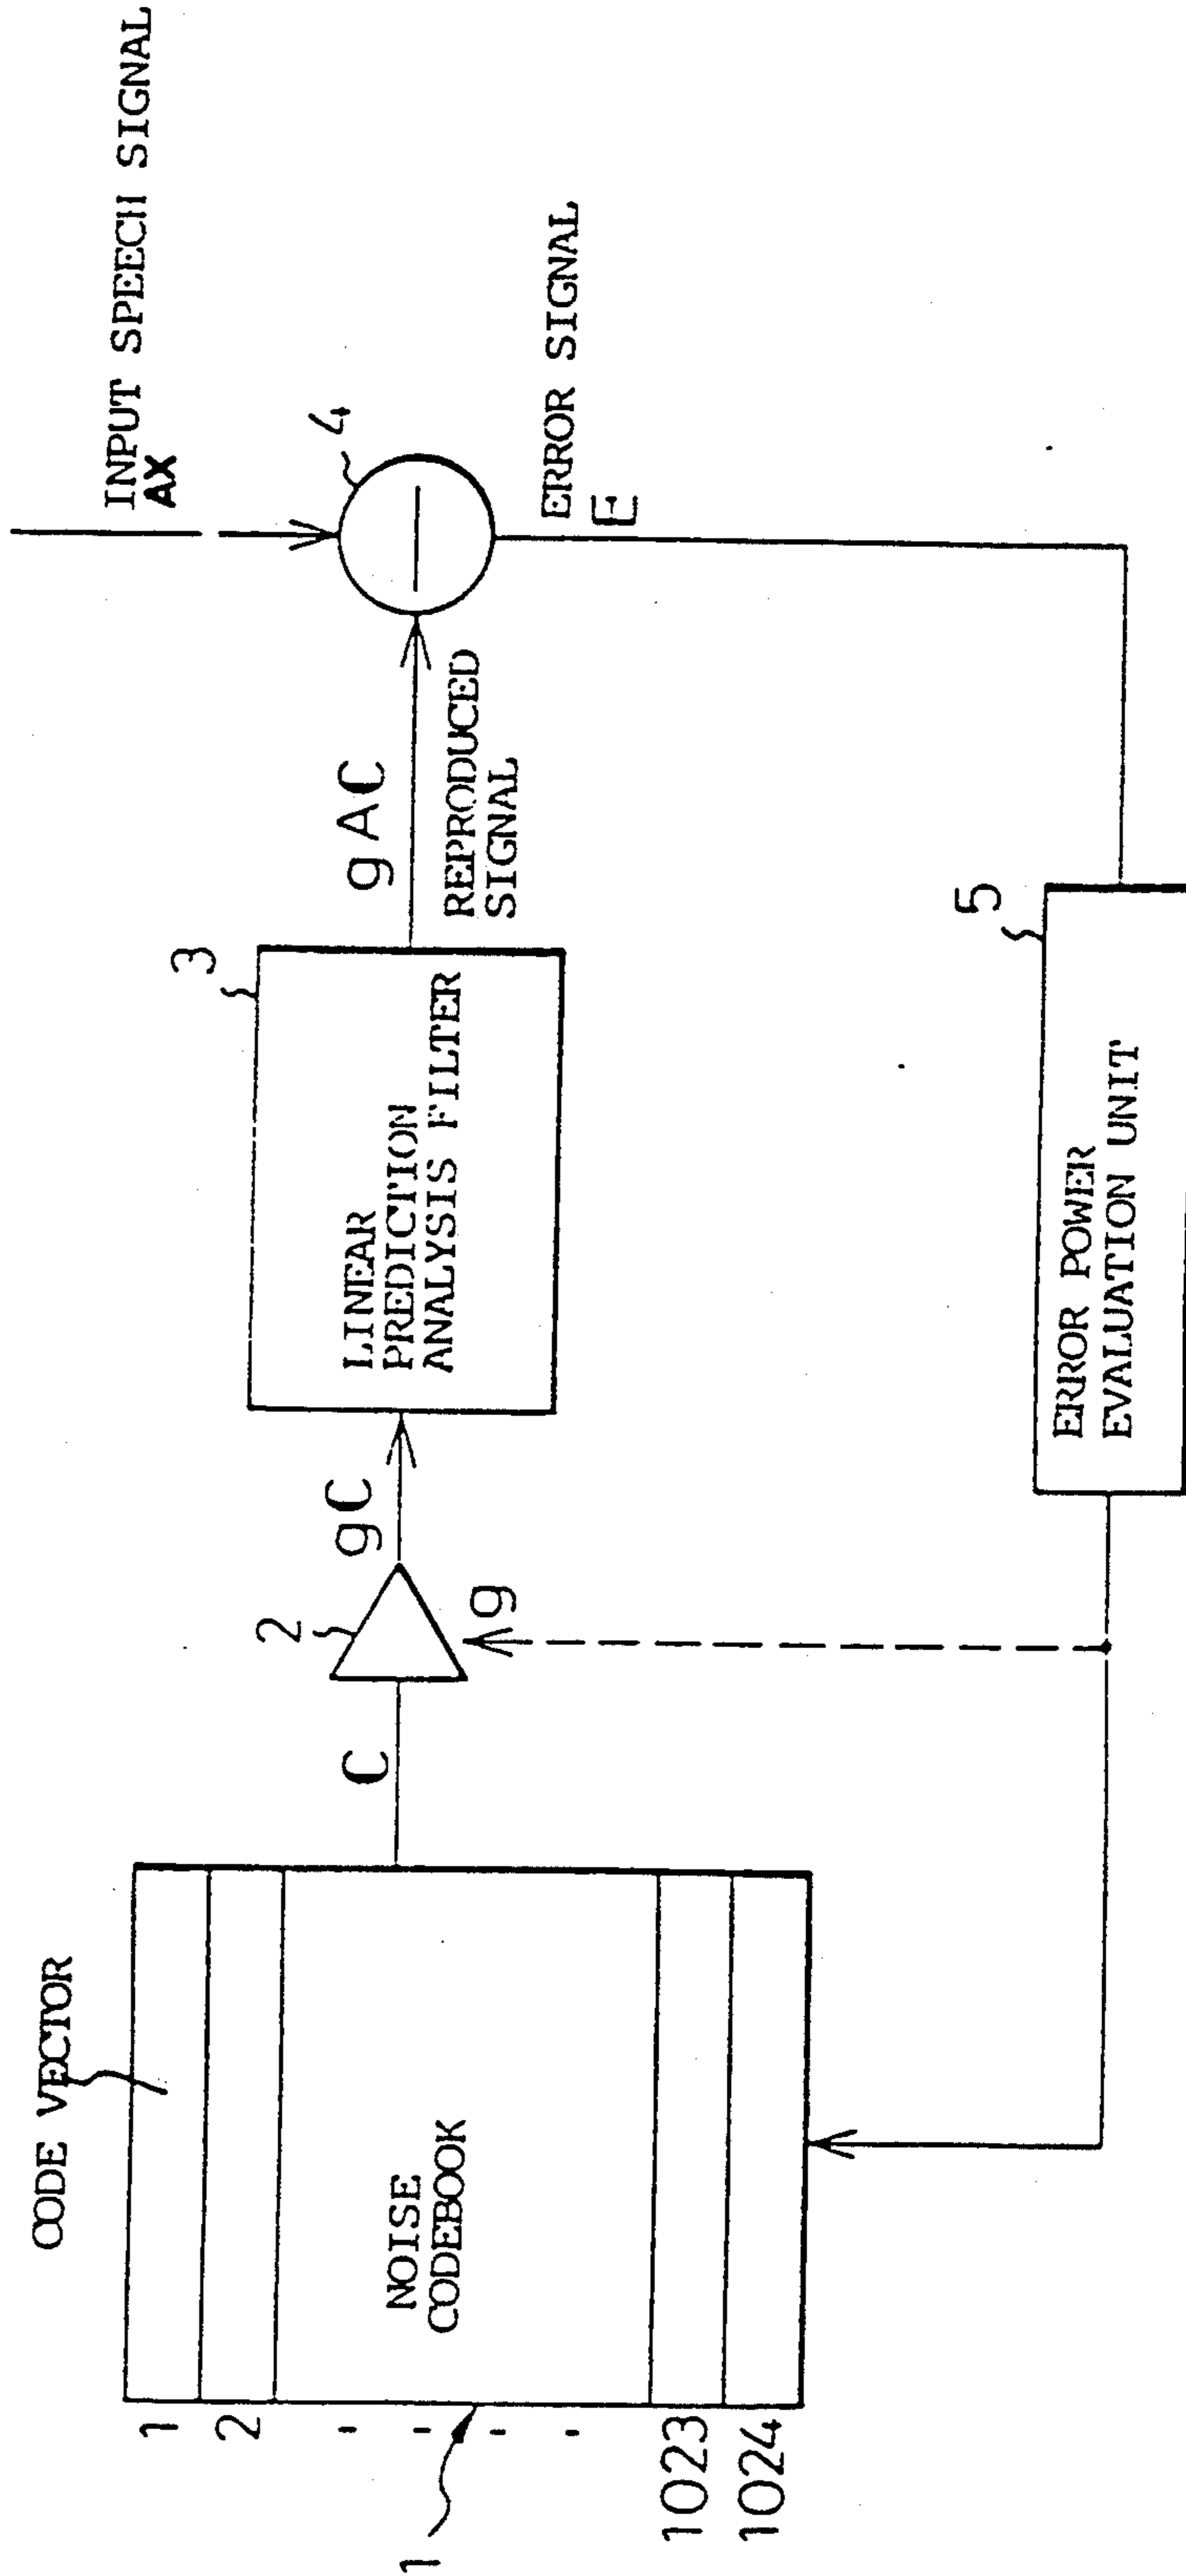 CODE VECTOR
1
2
-
-
-
-
1023
1024
1
NOISE
CODEBOOK
C
2
gC
g
3
LINEAR
PREDICTION
ANALYSIS FILTER
gAC
REPRODUCED
SIGNAL
4
INPUT SPEECH SIGNAL
AX
ERROR SIGNAL
E
5
ERROR POWER
EVALUATION UNIT